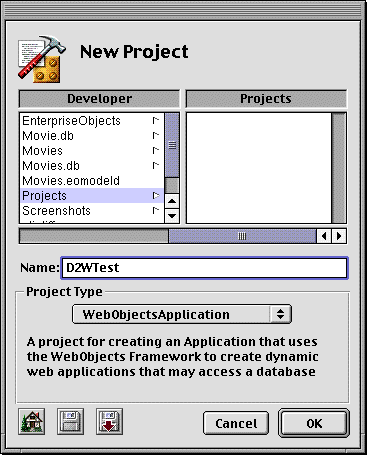 New Project
Developer
Projects
EnterpriseObjects
Movie.db
Movies
Movies.db
Movies.eomodeld
Projects
Screenshots
Name: D2WTest
Project Type
WebObjectsApplication
A project for creating an Application that uses
the WebObjects Framework to create dynamic
web applications that may access a database
Cancel
OK